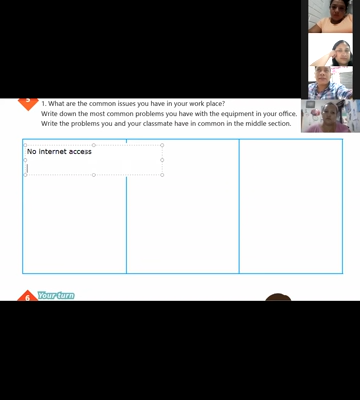 5
1. What are the common issues you have in your work place?
Write down the most common problems you have with the equipment in your office.
Write the problems you and your classmate have in common in the middle section.
No internet access
6 Your turn